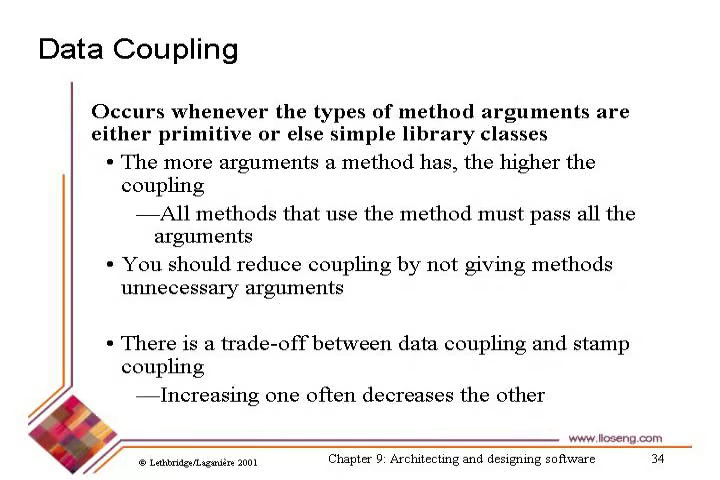 Data Coupling
Occurs whenever the types of method arguments are
either primitive or else simple library classes
• The more arguments a method has, the higher the
coupling
—All methods that use the method must pass all the
arguments
• You should reduce coupling by not giving methods
unnecessary arguments
• There is a trade-off between data coupling and stamp
coupling
—Increasing one often decreases the other
www.lloseng.com
© Lethbridge/Laganière 2001
Chapter 9: Architecting and designing software
34